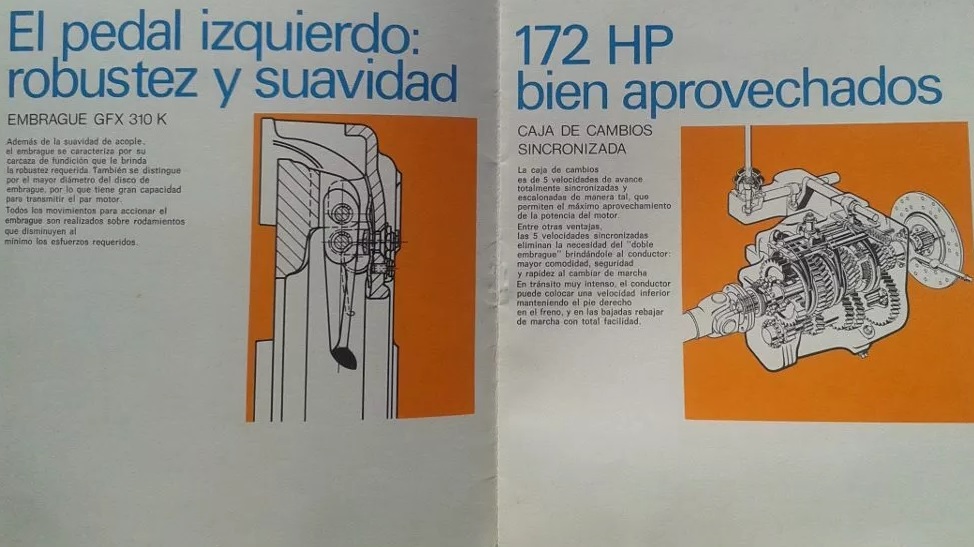 El pedal izquierdo:
robustez y suavidad
EMBRAGUE GFX 310 K
Además de la suavidad de acople,
el embrague se caracteriza por su
carcaza de fundición que le brinda
la robustez requerida. También se distingue
por el mayor diámetro del disco de
embrague, por lo que tiene gran capacidad
para transmitir el par motor.
Todos los movimientos para accionar el
embrague son realizados sobre rodamientos
que disminuyen al
mínimo los esfuerzos requeridos.
172 HP
bien aprovechados
CAJA DE CAMBIOS
SINCRONIZADA
La caja de cambios
es de 5 velocidades de avance
totalmente sincronizadas y
escalonadas de manera tal, que
permiten el máximo aprovechamiento
de la potencia del motor.
Entre otras ventajas,
las 5 velocidades sincronizadas
eliminan la necesidad del "doble
embrague" brindándole al conductor:
mayor comodidad, seguridad
y rapidez al cambiar de marcha
En tránsito muy intenso, el conductor
puede colocar una velocidad inferior
manteniendo el pie derecho
en el freno, y en las bajadas rebajar
de marcha con total facilidad.